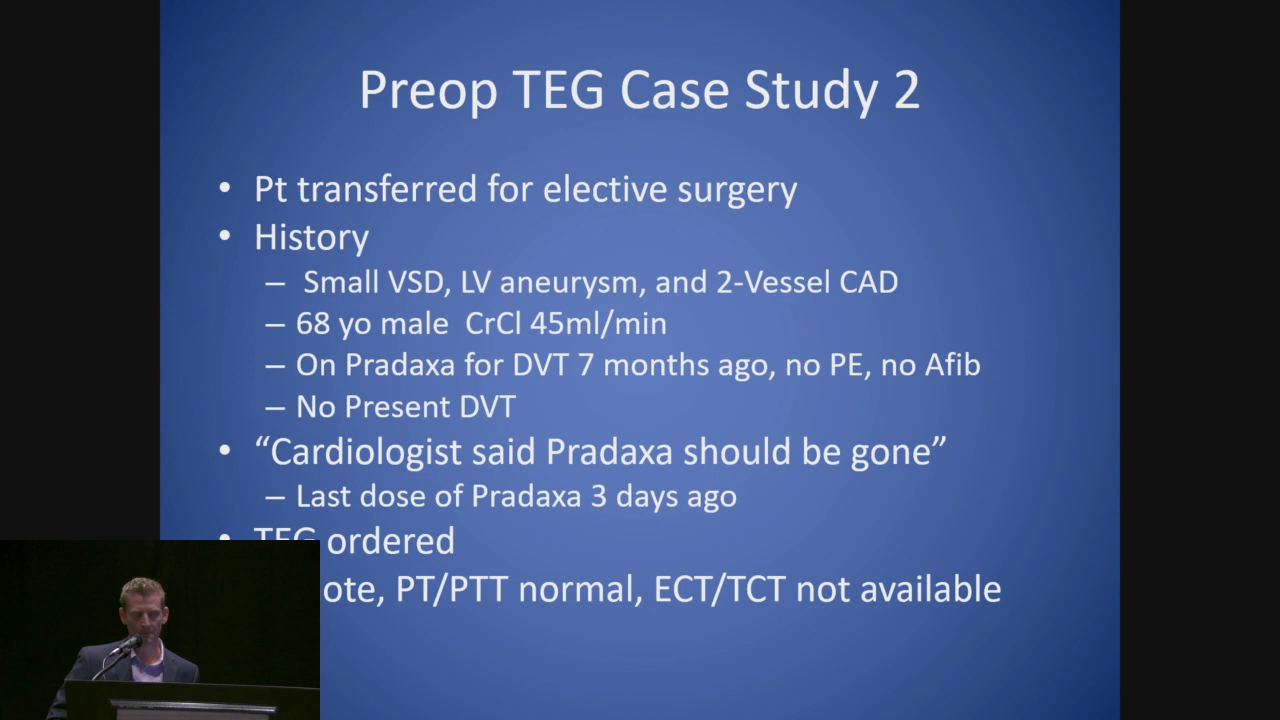 Preop TEG Case Study 2
• Pt transferred for elective surgery
• History
– Small VSD, LV aneurysm, and 2-Vessel CAD
– 68 yo male CrCl 45ml/min
– On Pradaxa for DVT 7 months ago, no PE, no Afib
– No Present DVT
• “Cardiologist said Pradaxa should be gone”
– Last dose of Pradaxa 3 days ago
• TEG ordered
ote, PT/PTT normal, ECT/TCT not available